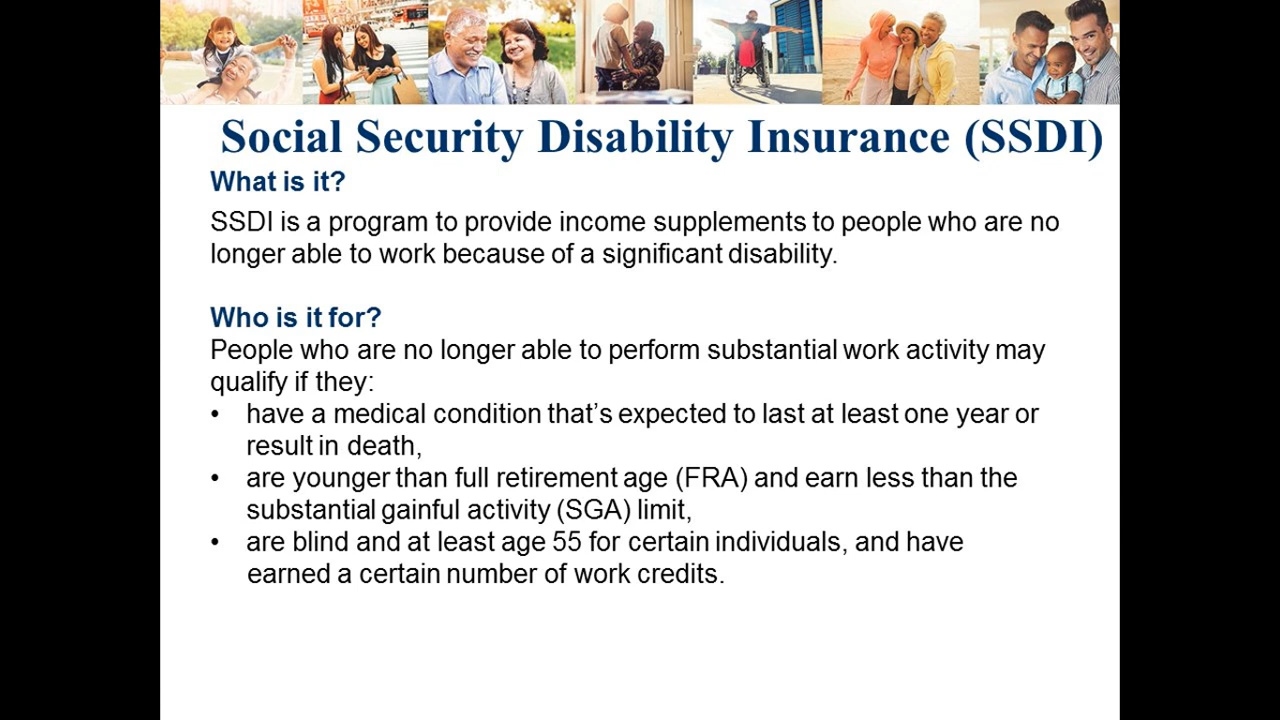 Social Security Disability Insurance (SSDI)
What is it?
SSDI is a program to provide income supplements to people who are no
longer able to work because of a significant disability.
Who is it for?
People who are no longer able to perform substantial work activity may
qualify if they:
• have a medical condition that’s expected to last at least one year or
result in death,
• are younger than full retirement age (FRA) and earn less than the
substantial gainful activity (SGA) limit,
• are blind and at least age 55 for certain individuals, and have
earned a certain number of work credits.